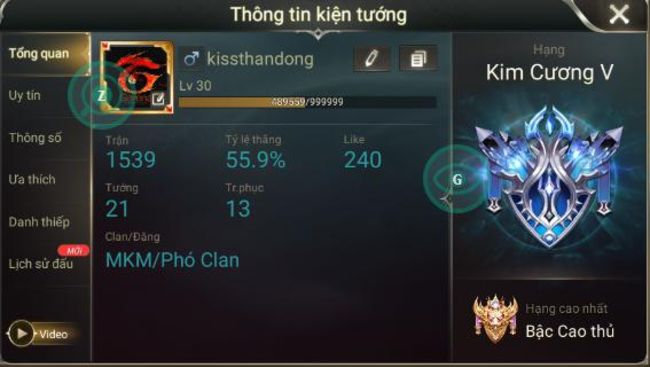 Thông tin kiện tướng
Tổng quan
Uy tín
Thông số
Ưa thích
Danh thiếp
MỚI
Lịch sử đấu
Video
Z
kissthandong
Lv 30
489559/999999
Trận
Tỷ lệ thắng
Like
1539
55.9%
240
Tướng
Tr.phục
21
13
Clan/Đặng
MKM/Phó Clan
G
Hạng
Kim Cương V
Hạng cao nhất
Bậc Cao thủ